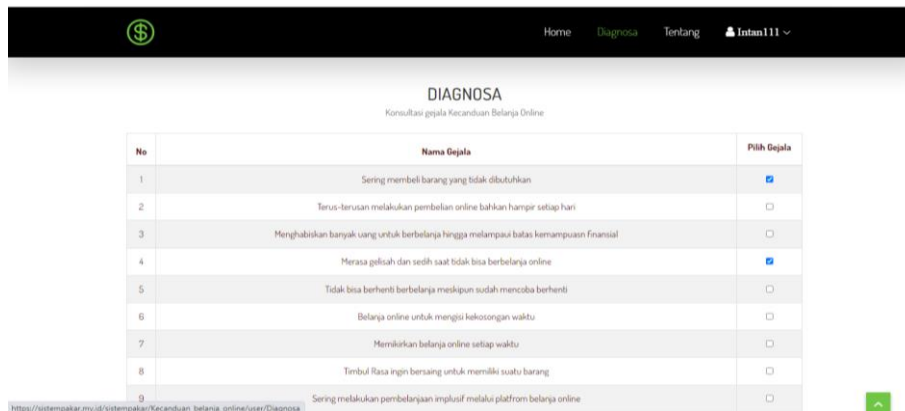 Home Diagnosa Tentang Intan111
DIAGNOSA
Konsultasi gejala Kecanduan Belanja Online
No Nama Gejala Pilih Gejala
1 Sering membeli barang yang tidak dibutuhkan
2 Terus-terusan melakukan pembelian online bahkan hampir setiap hari
3 Menghabiskan banyak uang untuk berbelanja hingga melampaui batas kemampuasn finansial
4 Merasa gelisah dan sedih saat tidak bisa berbelanja online
5 Tidak bisa berhenti berbelanja meskipun sudah mencoba berhenti
6 Belanja online untuk mengisi kekosongan waktu
7 Memikirkan belanja online setiap waktu
8 Timbul Rasa ingin bersaing untuk memiliki suatu barang
9 Sering melakukan pembelanjaan implusif melalui platfrom belanja online
https://sistempakar.my.id/sistempakar/Kecanduan_belanja_online/user/Diagnosa